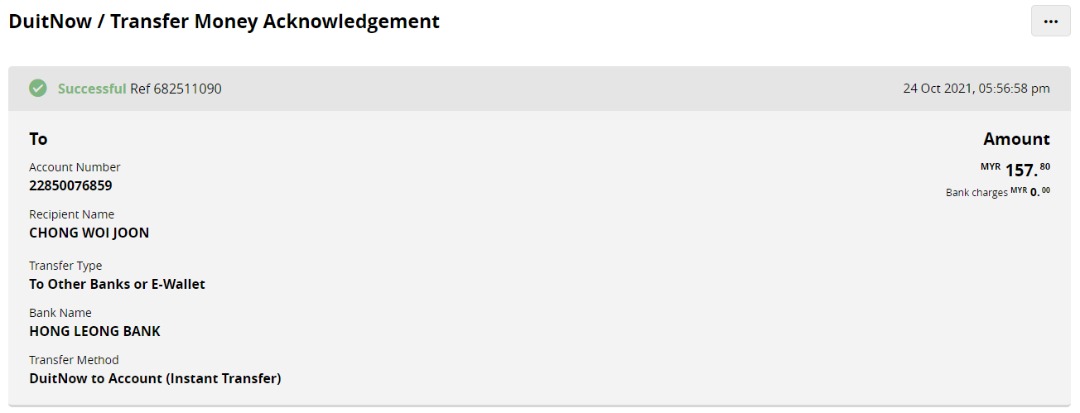 DuitNow / Transfer Money Acknowledgement
...
Successful Ref 682511090
24 Oct 2021, 05:56:58 pm
To
Amount
Account Number
MYR 157.80
22850076859
Bank charges MYR 0.00
Recipient Name
CHONG WOI JOON
Transfer Type
To Other Banks or E-Wallet
Bank Name
HONG LEONG BANK
Transfer Method
DuitNow to Account (Instant Transfer)